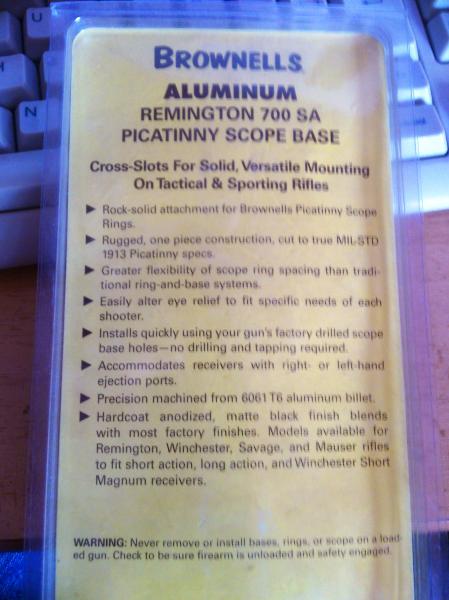 U
H
N
BROWNELLS
ALUMINUM
REMINGTON 700 SA
PICATINNY SCOPE BASE
Cross-Slots For Solid, Versatile Mounting
On Tactical & Sporting Rifles
▶ Rock-solid attachment for Brownells Picatinny Scope
Rings.
▶ Rugged, one piece construction, cut to true MIL-STD
1913 Picatinny specs.
▶ Greater flexibility of scope ring spacing than tradi-
tional ring-and-base systems.
▶ Easily alter eye relief to fit specific needs of each
shooter.
▶ Installs quickly using your gun's factory drilled scope
base holes—no drilling and tapping required.
▶ Accommodates receivers with right- or left-hand
ejection ports.
▶ Precision machined from 6061 T6 aluminum billet.
▶ Hardcoat anodized, matte black finish blends
with most factory finishes. Models available for
Remington, Winchester, Savage, and Mauser rifles
to fit short action, long action, and Winchester Short
Magnum receivers.
WARNING: Never remove or install bases, rings, or scope on a load-
ed gun. Check to be sure firearm is unloaded and safety engaged.